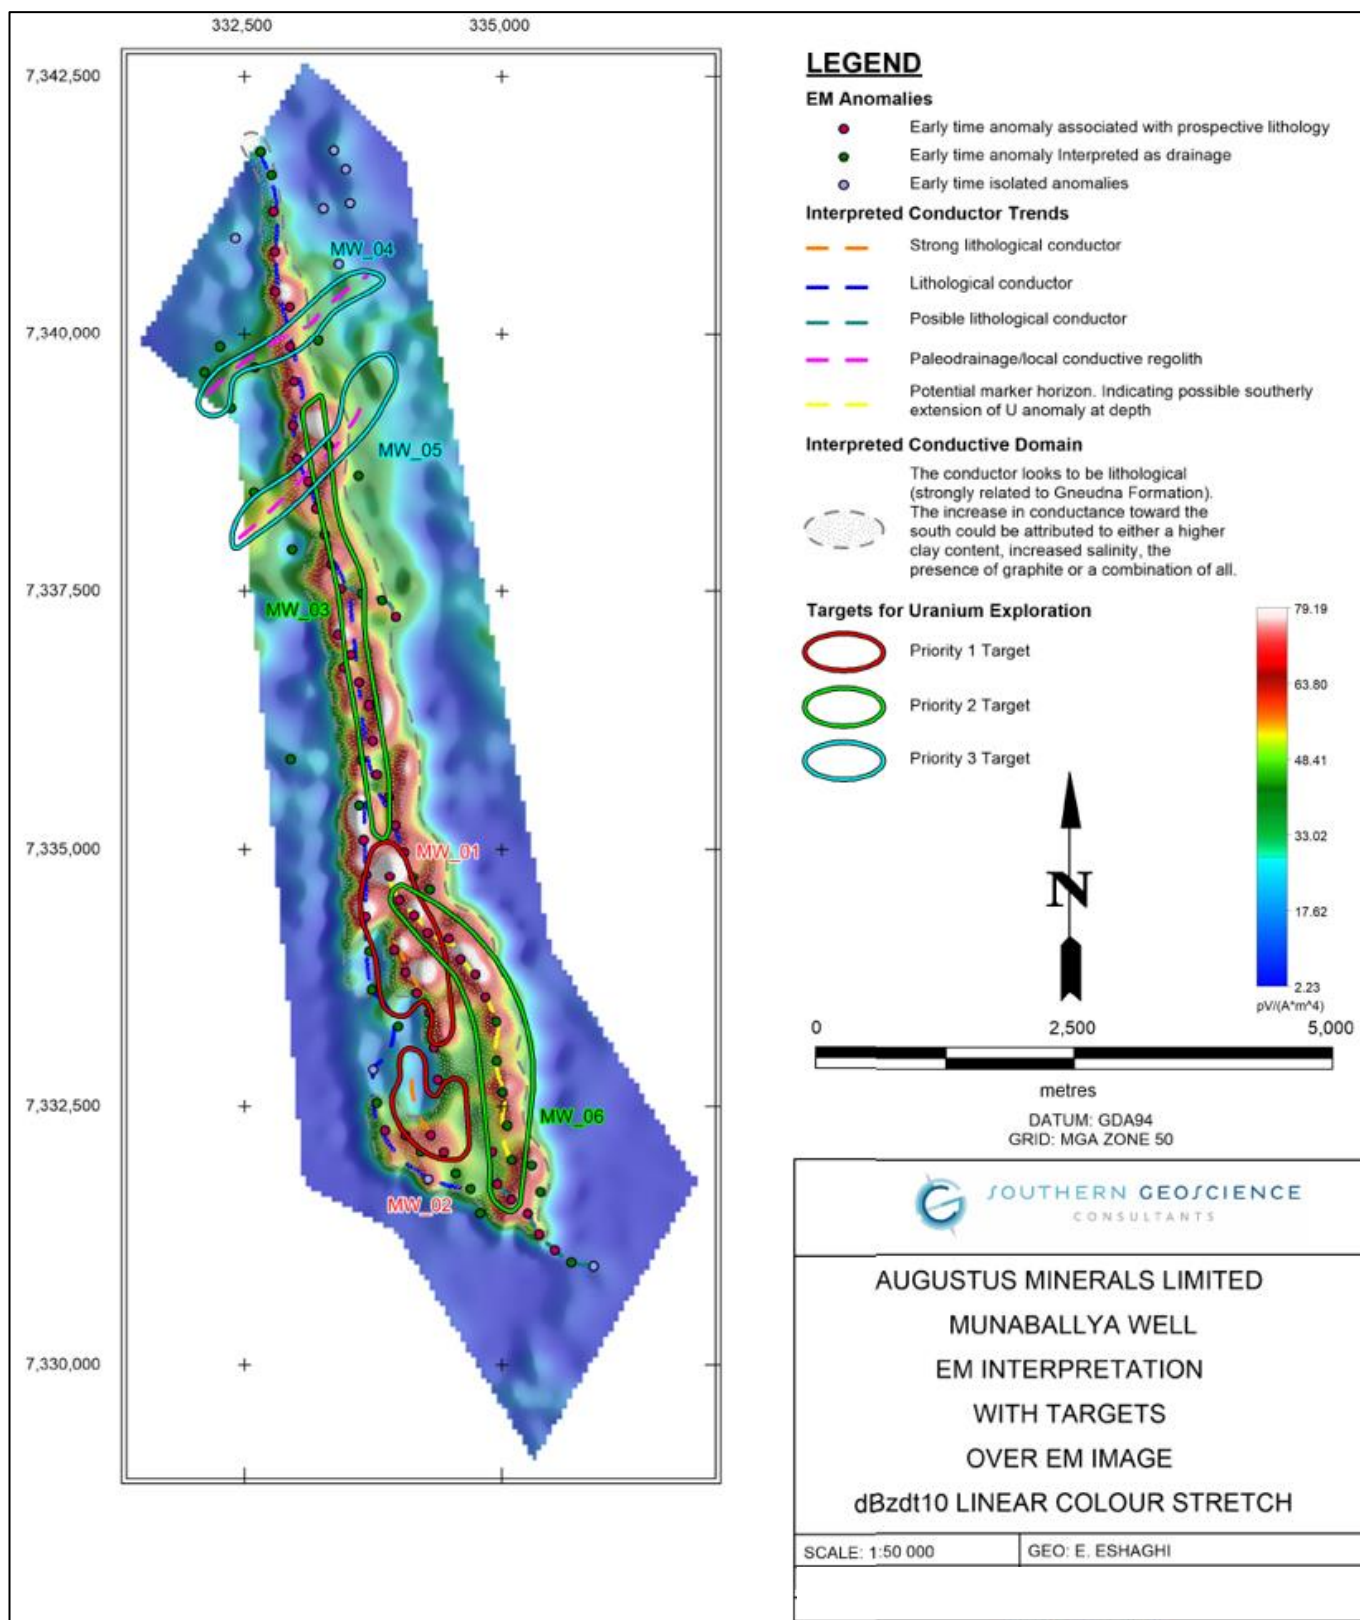 332,500
335,000
7,342,500
7,340,000
7,337,500
7,335,000
7,332,500
7,330,000
MW_04
MW_05
MW_03
MW_01
MW_06
MW_02
LEGEND
EM Anomalies
Early time anomaly associated with prospective lithology
Early time anomaly Interpreted as drainage
Early time isolated anomalies
Interpreted Conductor Trends
Strong lithological conductor
Lithological conductor
Posible lithological conductor
Paleodrainage/local conductive regolith
Potential marker horizon. Indicating possible southerly
extension of U anomaly at depth
Interpreted Conductive Domain
The conductor looks to be lithological
(strongly related to Gneudna Formation).
The increase in conductance toward the
south could be attributed to either a higher
clay content, increased salinity, the
presence of graphite or a combination of all.
Targets for Uranium Exploration
Priority 1 Target
Priority 2 Target
Priority 3 Target
79.19
63.80
48.41
33.02
17.62
2.23
pV/(A*m^4)
N
0 2,500 5,000
metres
DATUM: GDA94
GRID: MGA ZONE 50
SOUTHERN GEOSCIENCE
CONSULTANTS
AUGUSTUS MINERALS LIMITED
MUNABALLYA WELL
EM INTERPRETATION
WITH TARGETS
OVER EM IMAGE
dBzdt10 LINEAR COLOUR STRETCH
SCALE: 1:50 000
GEO: E. ESHAGHI